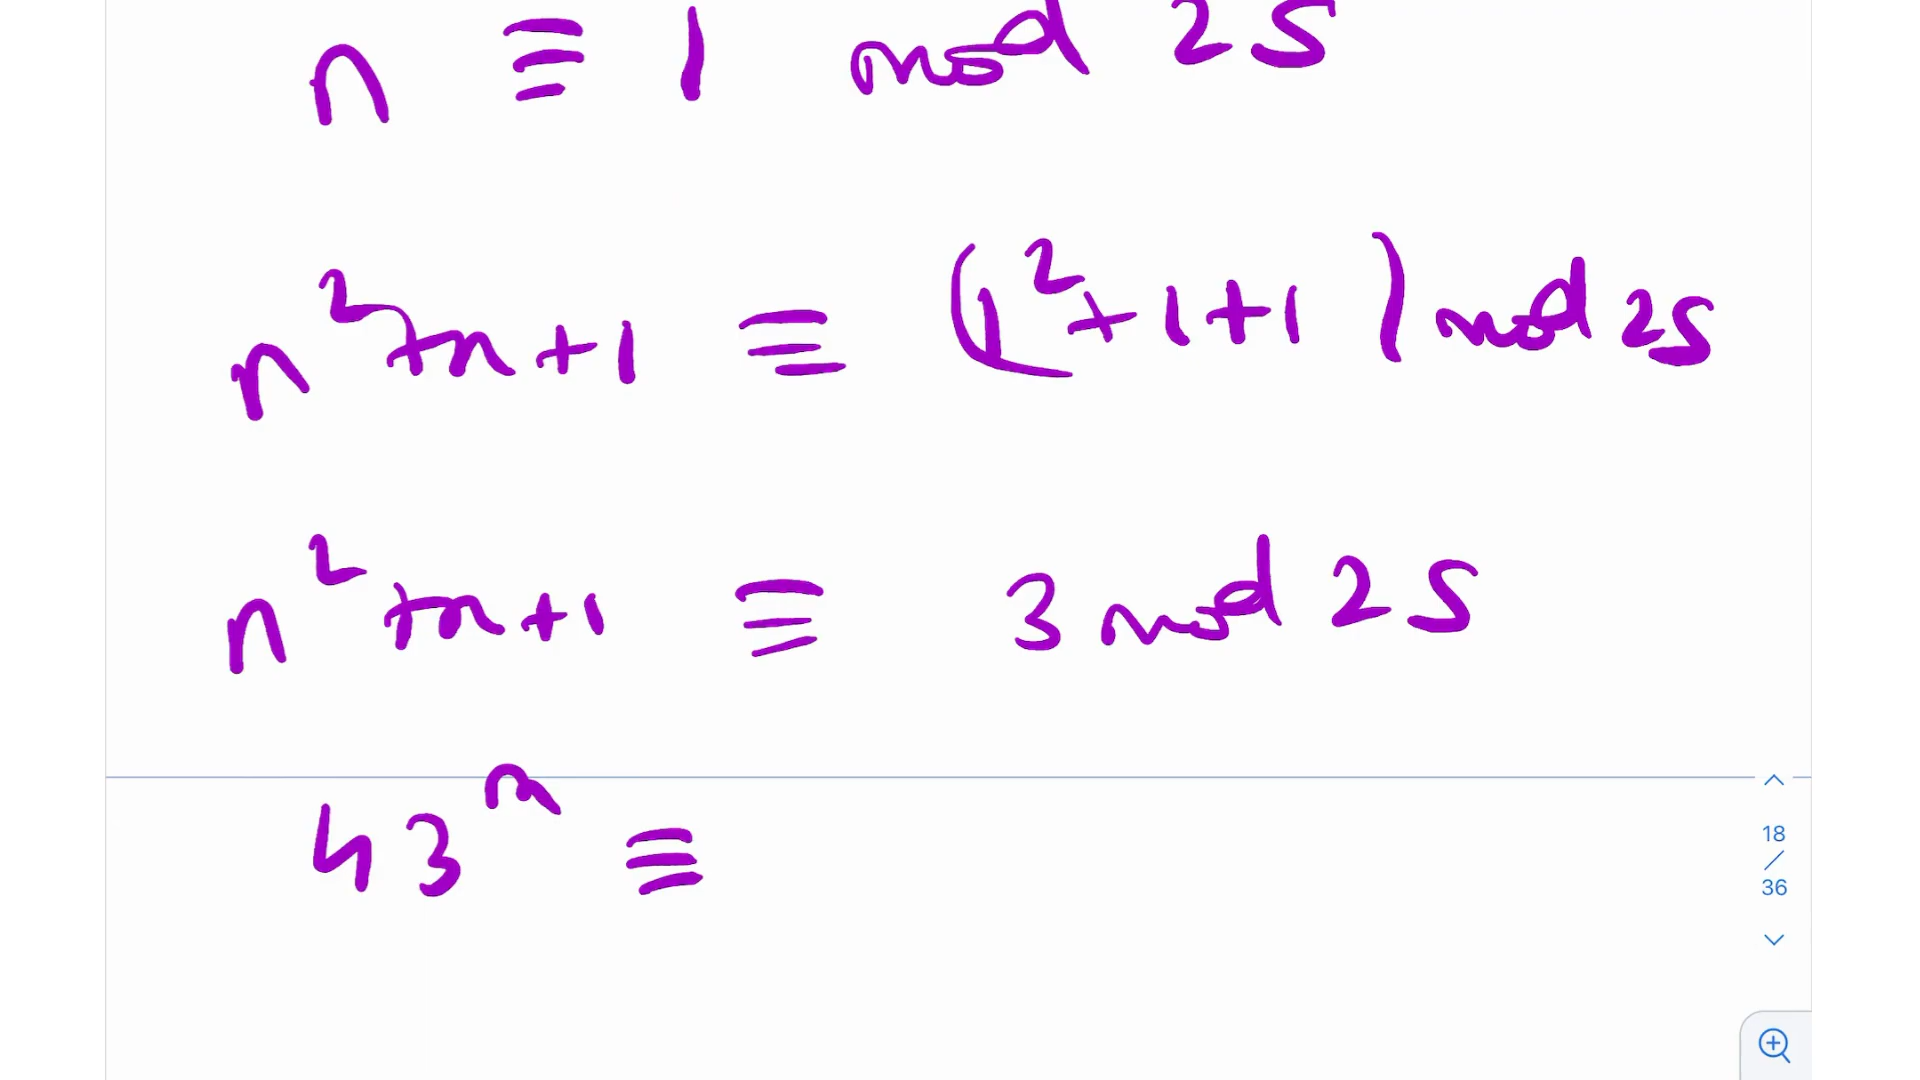 n ≡ 1 mod 25
n²+n+1 ≡ (1²+1+1) mod 25
n²+n+1 ≡ 3 mod 25
43ⁿ ≡
18
/
36